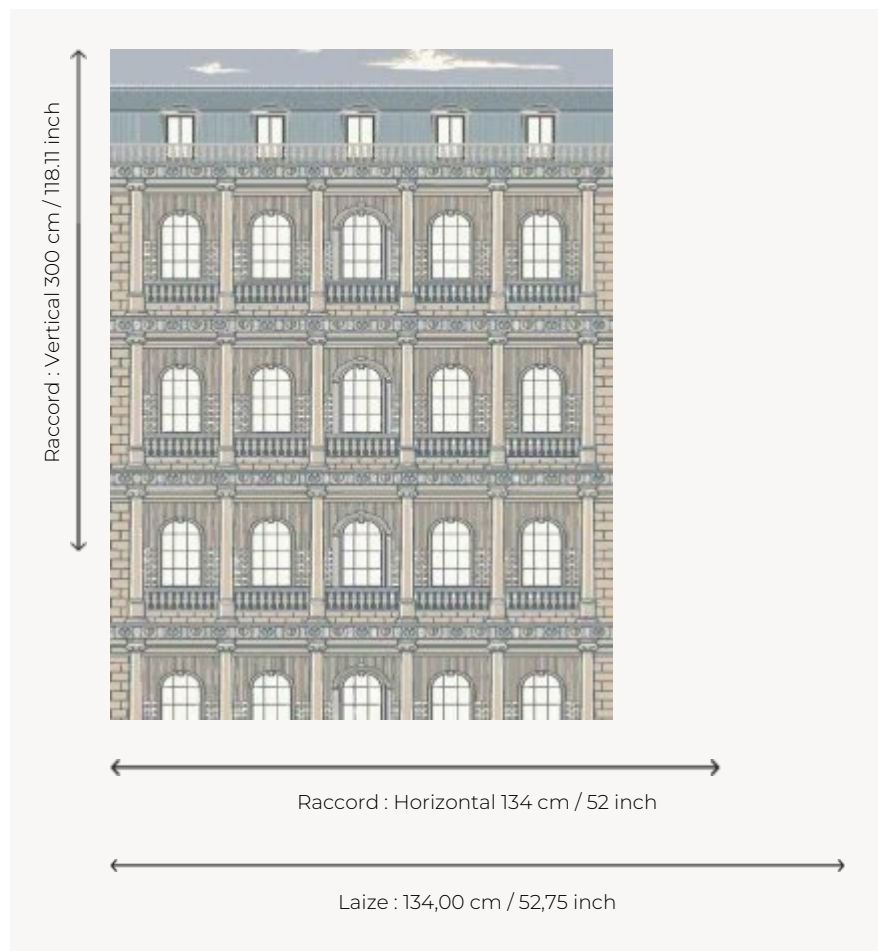 Raccord : Vertical 300 cm / 118.11 inch
Raccord : Horizontal 134 cm / 52 inch
Laize : 134,00 cm / 52,75 inch